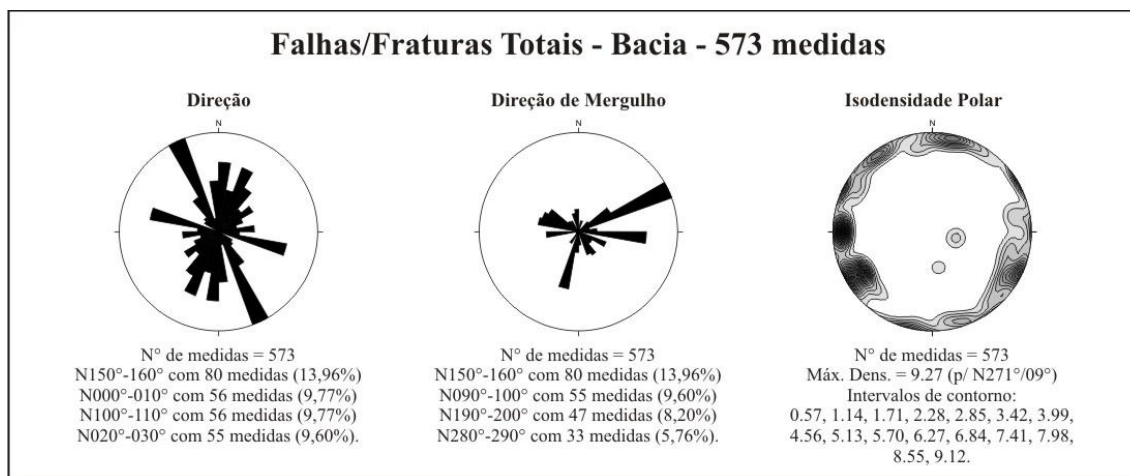 Falhas/Fraturas Totais - Bacia - 573 medidas
Direção
N
N° de medidas = 573
N150°-160° com 80 medidas (13,96%)
N000°-010° com 56 medidas (9,77%)
N100°-110° com 56 medidas (9,77%)
N020°-030° com 55 medidas (9,60%).
Direção de Mergulho
N
N° de medidas = 573
N150°-160° com 80 medidas (13,96%)
N090°-100° com 55 medidas (9,60%)
N190°-200° com 47 medidas (8,20%)
N280°-290° com 33 medidas (5,76%).
Isodensidade Polar
N
N° de medidas = 573
Máx. Dens. = 9.27 (p/ N271°/09°)
Intervalos de contorno:
0.57, 1.14, 1.71, 2.28, 2.85, 3.42, 3.99,
4.56, 5.13, 5.70, 6.27, 6.84, 7.41, 7.98,
8.55, 9.12.